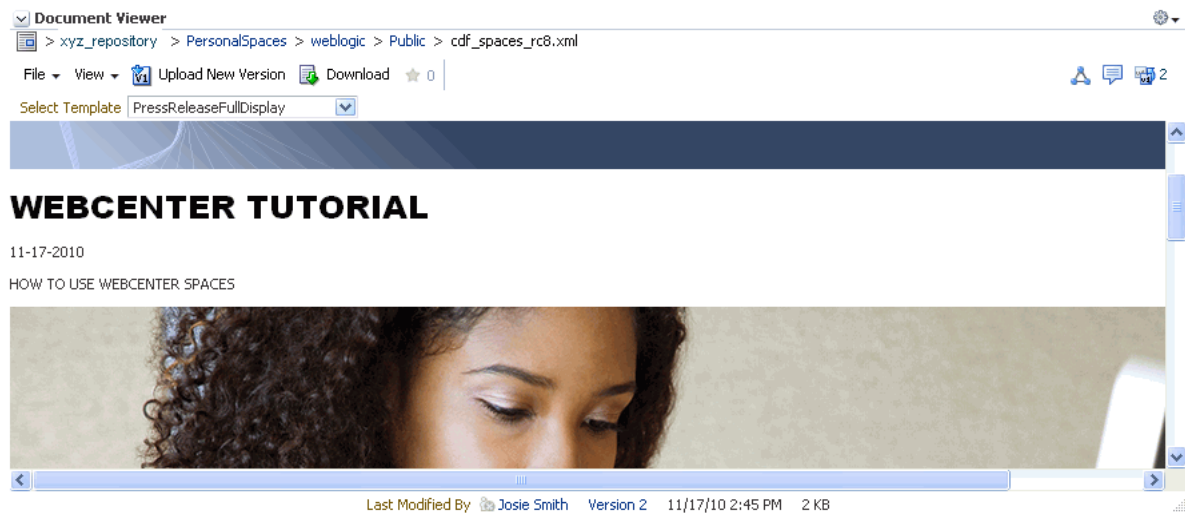 Document Viewer
> xyz_repository > PersonalSpaces > weblogic > Public > cdf_spaces_rc8.xml
File View Upload New Version Download 0 2
Select Template PressReleaseFullDisplay
WEBCENTER TUTORIAL
11-17-2010
HOW TO USE WEBCENTER SPACES
Last Modified By Josie Smith Version 2 11/17/10 2:45 PM 2 KB